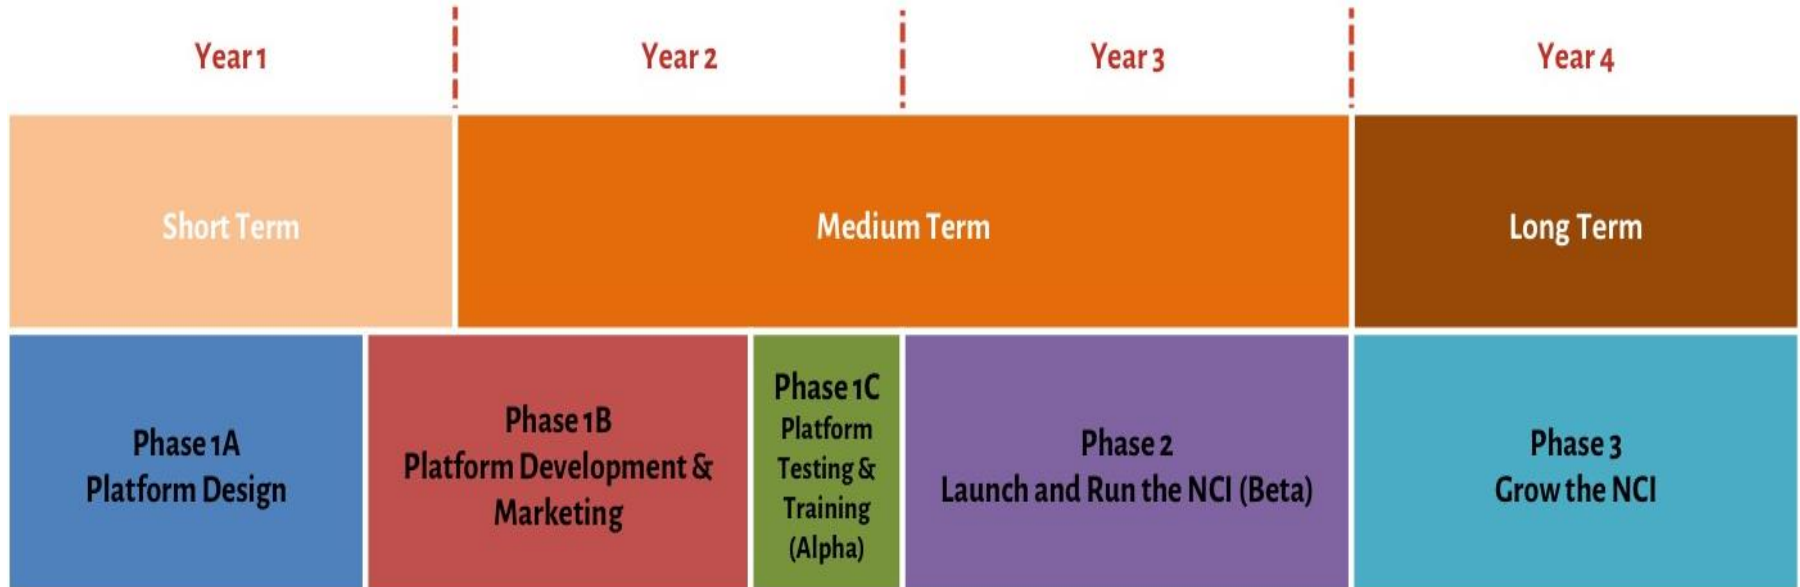 Year 1
Year 2
Year 3
Year 4
Short Term
Medium Term
Long Term
Phase 1A
Platform Design
Phase 1B
Platform Development &
Marketing
Phase 1C
Platform
Testing &
Training
(Alpha)
Phase 2
Launch and Run the NCI (Beta)
Phase 3
Grow the NCI